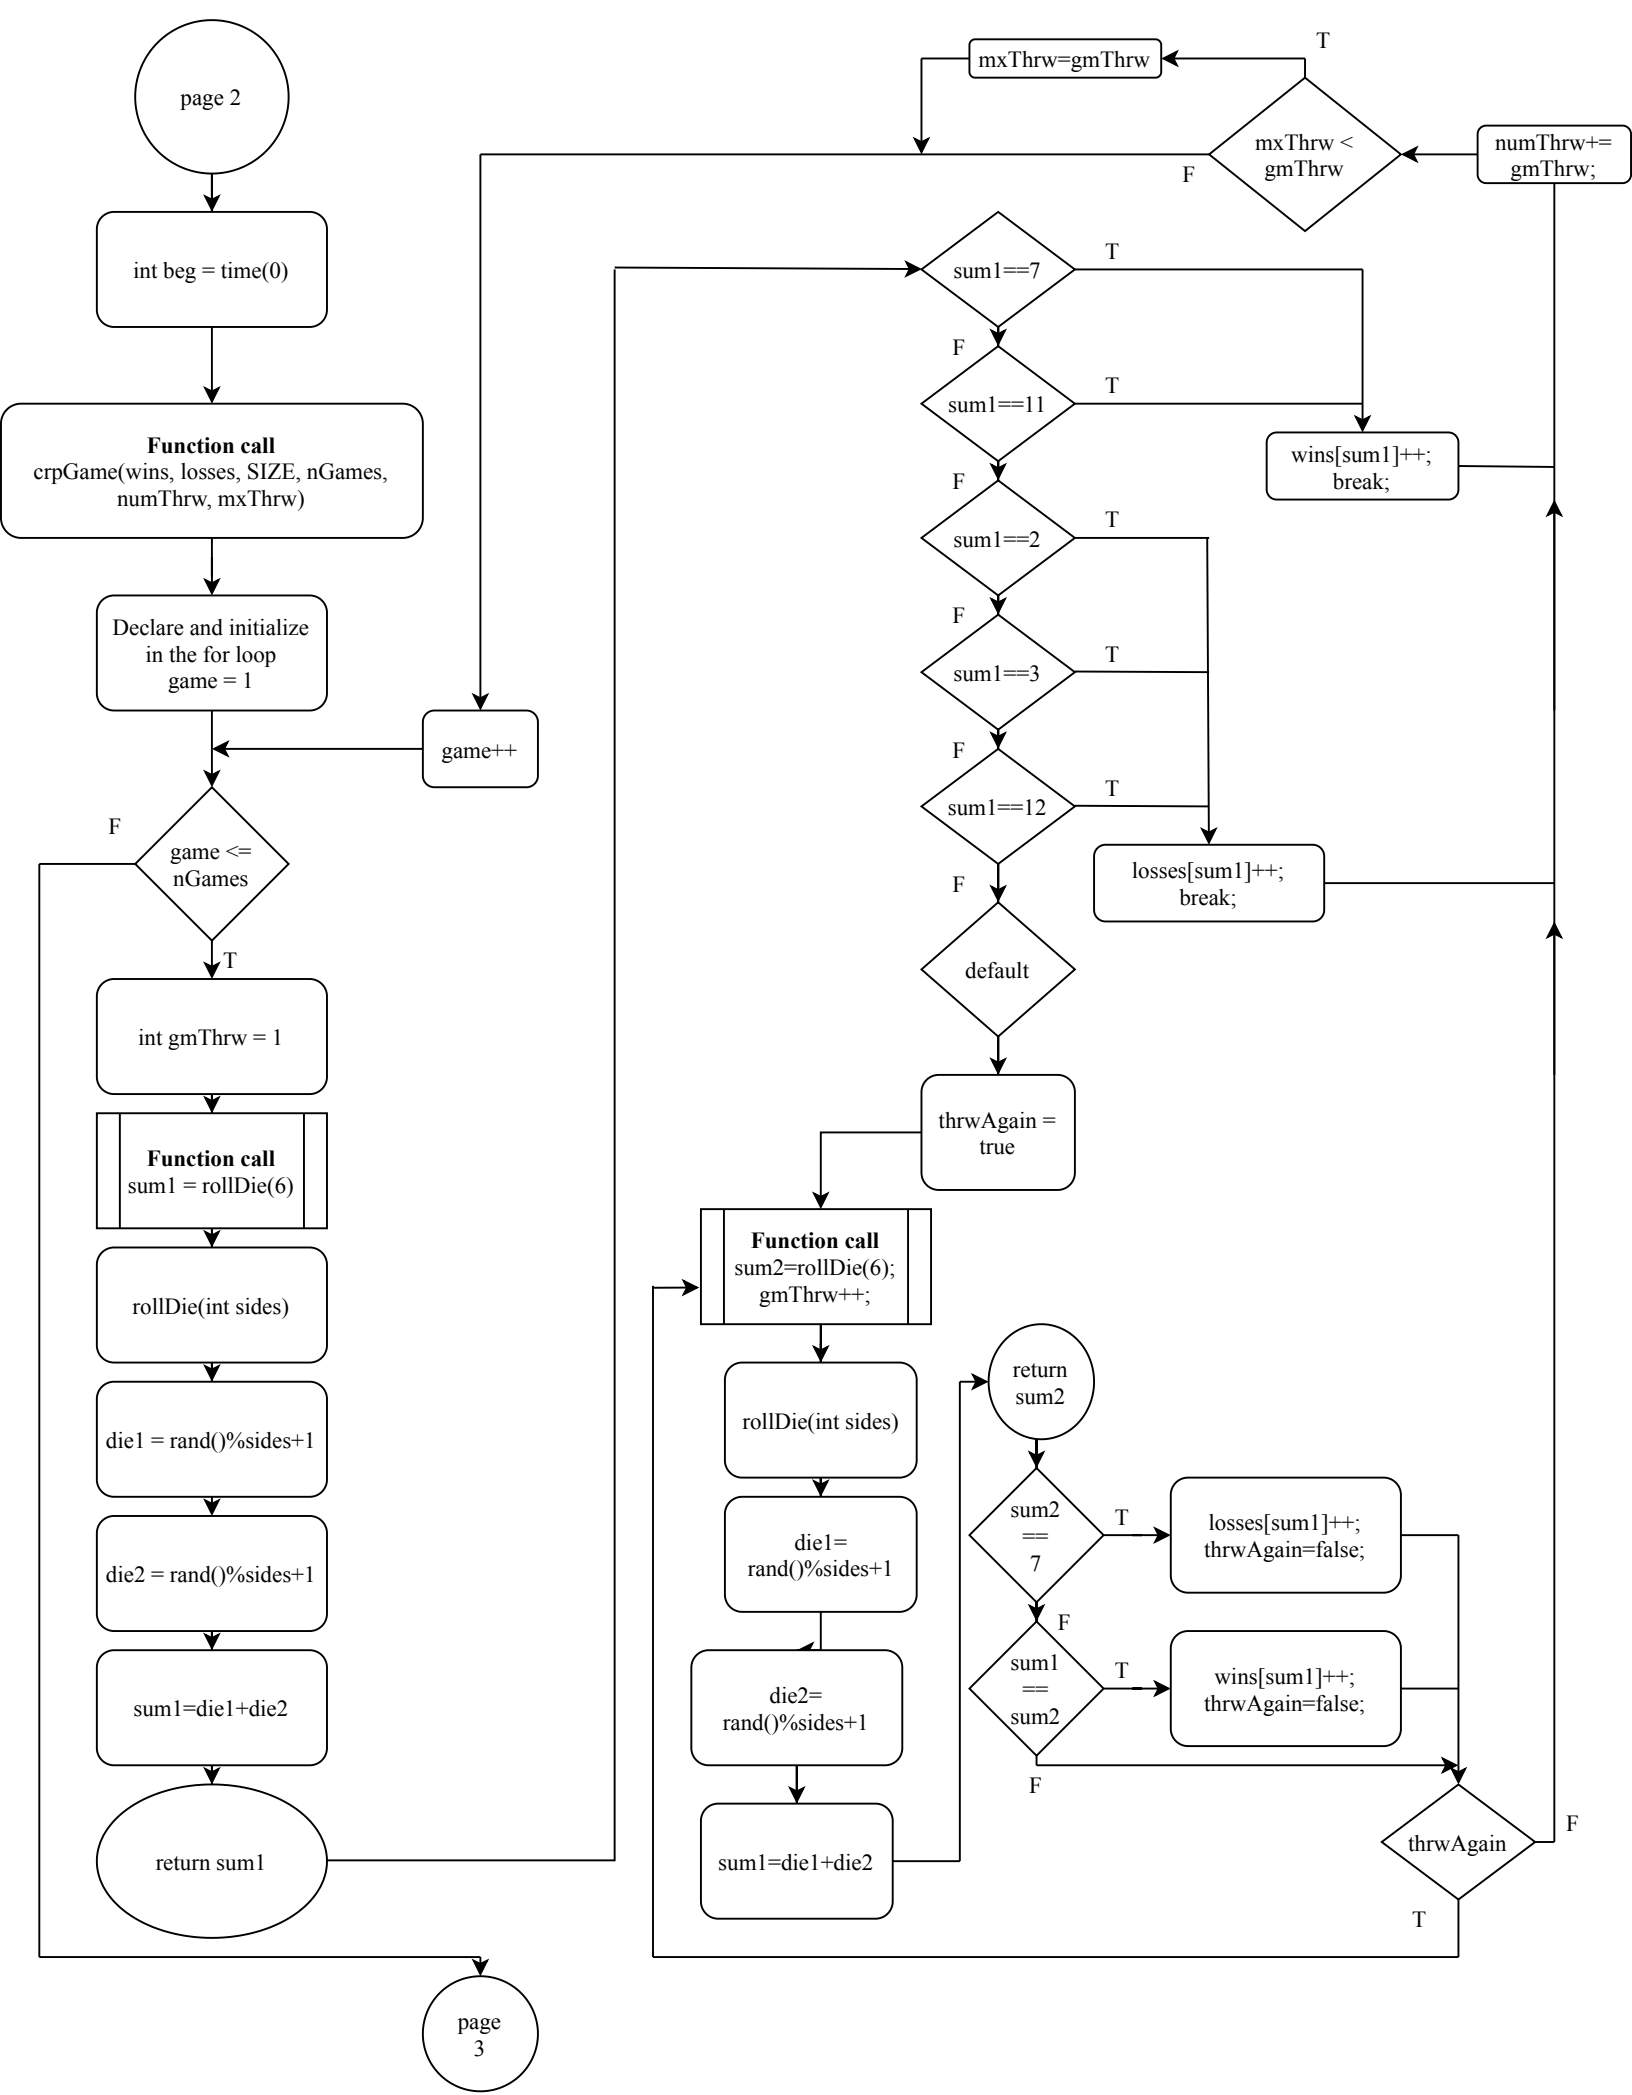 page 2
int beg = time(0)
Function call
crpGame(wins, losses, SIZE, nGames,
numThrw, mxThrw)
Declare and initialize
in the for loop
game = 1
game++
F
game <=
nGames
T
int gmThrw = 1
Function call
sum1 = rollDie(6)
rollDie(int sides)
die1 = rand()%sides+1
die2 = rand()%sides+1
sum1=die1+die2
return sum1
page
3
T
mxThrw=gmThrw
mxThrw <
gmThrw
F
numThrw+=
gmThrw;
sum1==7
T
F
sum1==11
T
wins[sum1]++;
break;
F
sum1==2
T
F
sum1==3
T
F
sum1==12
T
losses[sum1]++;
break;
F
default
thrwAgain =
true
Function call
sum2=rollDie(6);
gmThrw++;
rollDie(int sides)
die1=
rand()%sides+1
die2=
rand()%sides+1
sum1=die1+die2
return
sum2
sum2
==
7
T
losses[sum1]++;
thrwAgain=false;
F
sum1
==
sum2
T
wins[sum1]++;
thrwAgain=false;
F
thrwAgain
F
T